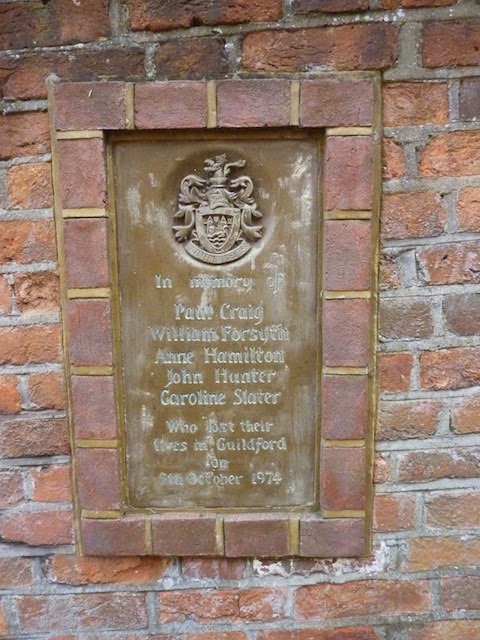 In memory of
Paul Craig
William Forsyth
Anne Hamilton
John Hunter
Caroline Slater
Who lost their
lives in Guildford
on
5th October 1974